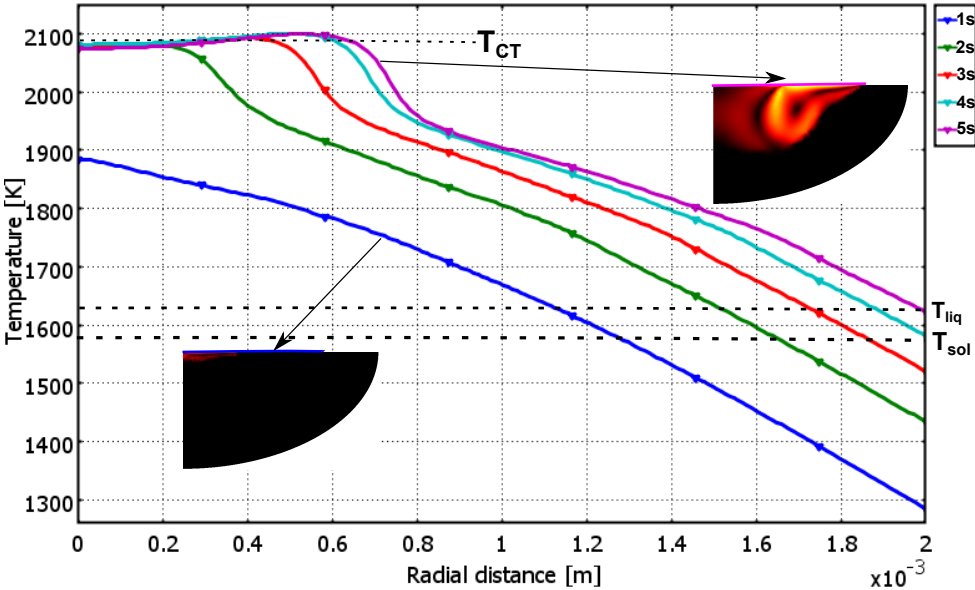 2100
2000
1900
1800
1700
1600
1500
1400
1300
Temperature [K]
0 0.2 0.4 0.6 0.8 1 1.2 1.4 1.6 1.8 2
x10⁻³
Radial distance [m]
T_CT
T_liq
T_sol
1s
2s
3s
4s
5s